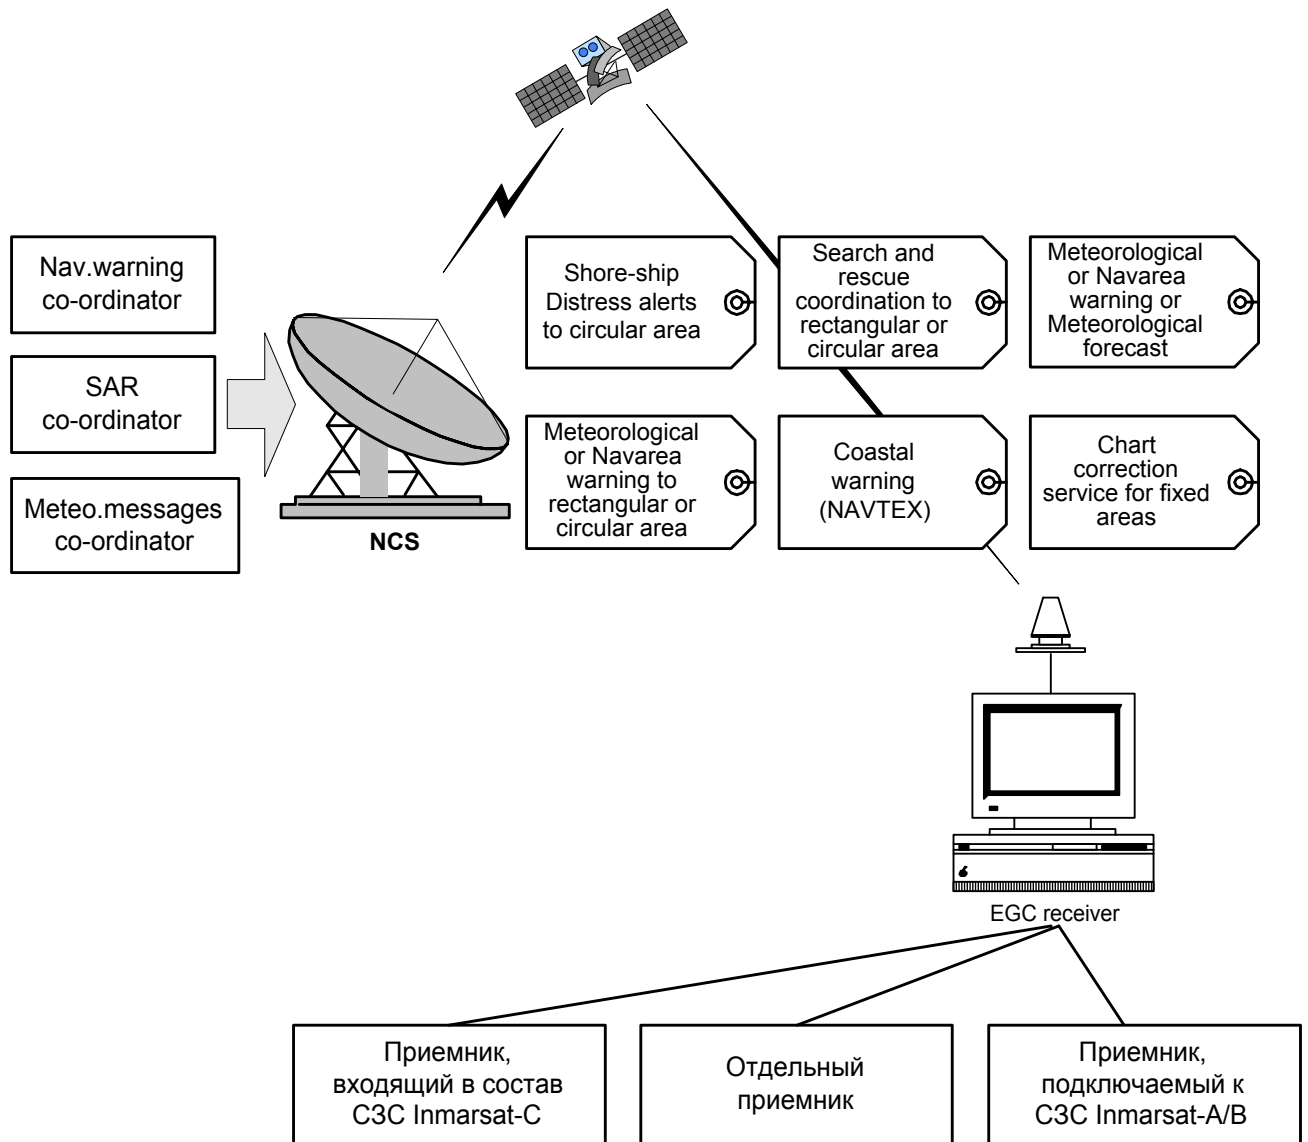 Nav.warning
co-ordinator
SAR
co-ordinator
Meteo.messages
co-ordinator
NCS
Shore-ship
Distress alerts
to circular area
Search and
rescue
coordination to
rectangular or
circular area
Meteorological
or Navarea
warning or
Meteorological
forecast
Meteorological
or Navarea
warning to
rectangular or
circular area
Coastal
warning
(NAVTEX)
Chart
correction
service for fixed
areas
EGC receiver
Приемник,
входящий в состав
СЗС Inmarsat-C
Отдельный
приемник
Приемник,
подключаемый к
СЗС Inmarsat-A/B